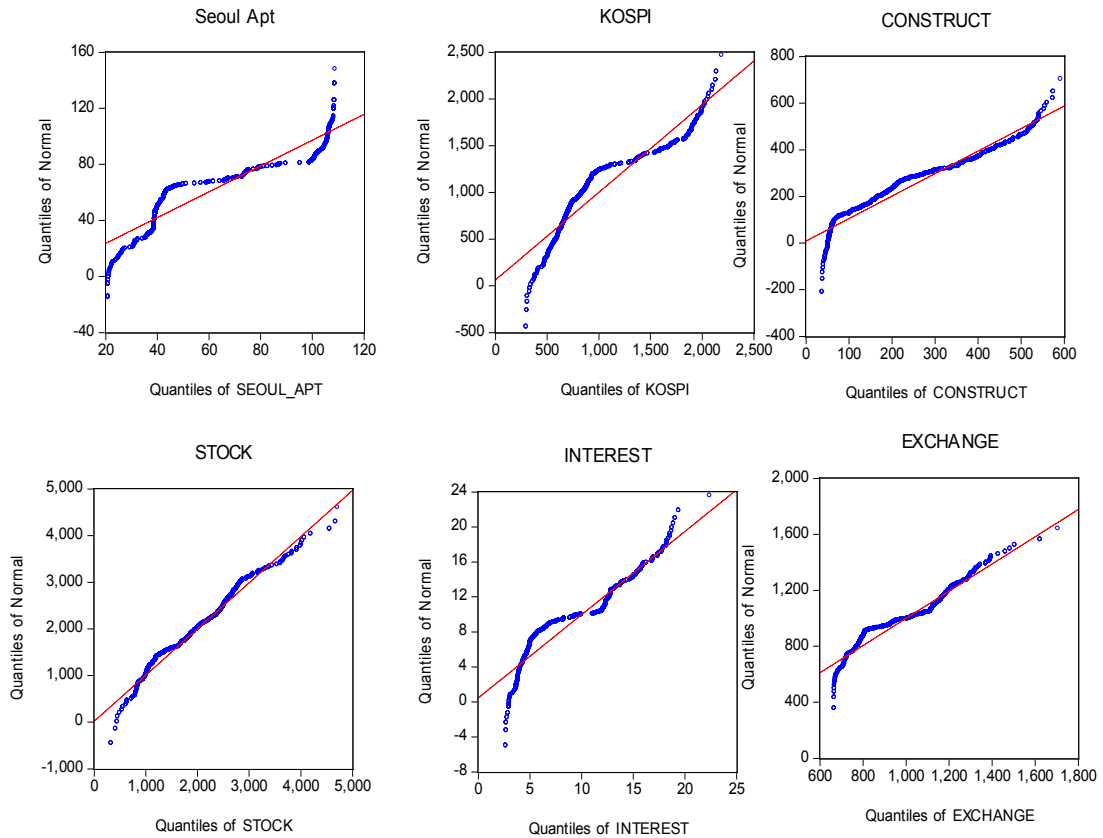 Seoul Apt
160
120
80
40
0
-40
20 40 60 80 100 120
Quantiles of Normal
Quantiles of SEOUL_APT
KOSPI
2,500
2,000
1,500
1,000
500
0
-500
0 500 1,000 1,500 2,000 2,500
Quantiles of Normal
Quantiles of KOSPI
CONSTRUCT
800
600
400
200
0
-200
-400
0 100 200 300 400 500 600
Quantiles of Normal
Quantiles of CONSTRUCT
STOCK
5,000
4,000
3,000
2,000
1,000
0
-1,000
0 1,000 2,000 3,000 4,000 5,000
Quantiles of Normal
Quantiles of STOCK
INTEREST
24
20
16
12
8
4
0
-4
-8
0 5 10 15 20 25
Quantiles of Normal
Quantiles of INTEREST
EXCHANGE
2,000
1,600
1,200
800
400
0
600 800 1,000 1,200 1,400 1,600 1,800
Quantiles of Normal
Quantiles of EXCHANGE